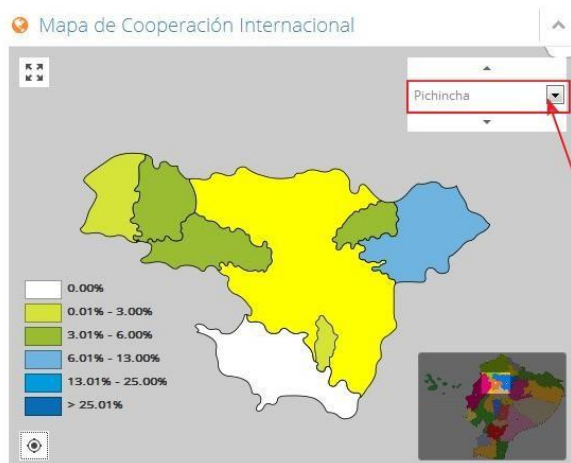 Mapa de Cooperación Internacional
Pichincha
0.00%
0.01% - 3.00%
3.01% - 6.00%
6.01% - 13.00%
13.01% - 25.00%
> 25.01%